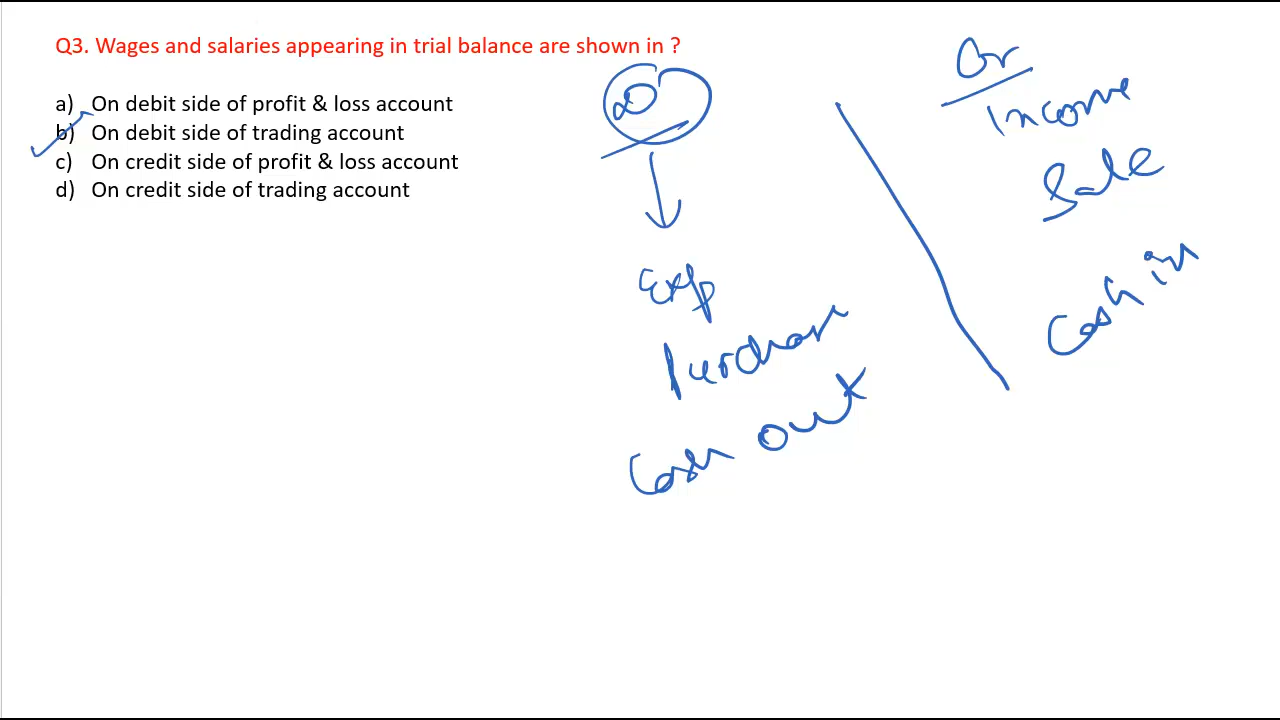 Q3. Wages and salaries appearing in trial balance are shown in ?
a) On debit side of profit & loss account
b) On debit side of trading account
c) On credit side of profit & loss account
d) On credit side of trading account
Exp
Purchase
Cash out
Cr
Income
Sale
Cash in